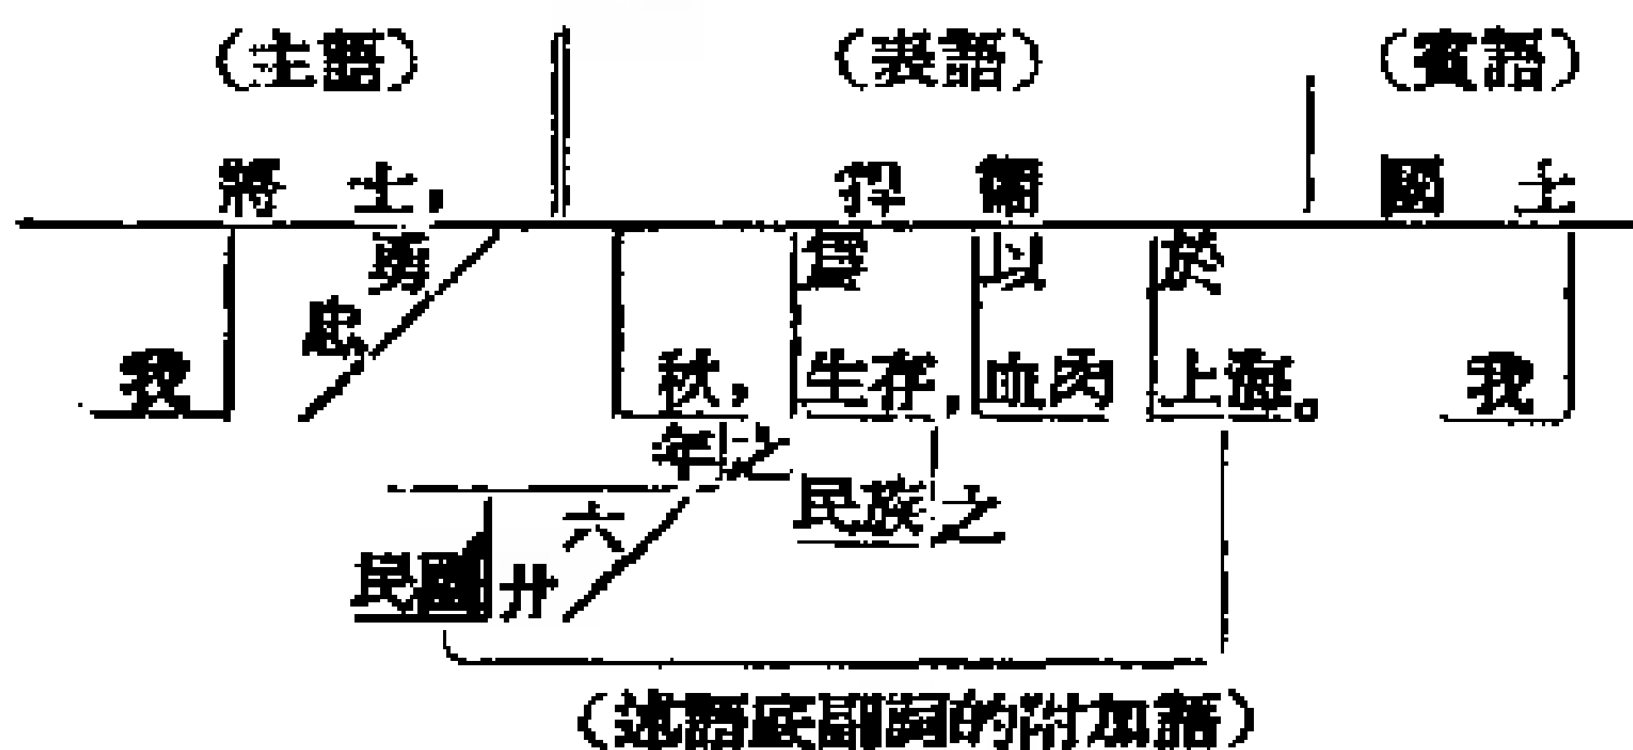 （主語） （表語） （賓語）
將士， 捍衛 國土
勇 爲 以 於
忠、
我 秋， 生存， 血肉 上海。 我
年之
民族之
六
民國 廿
（述語底副詞的附加語）